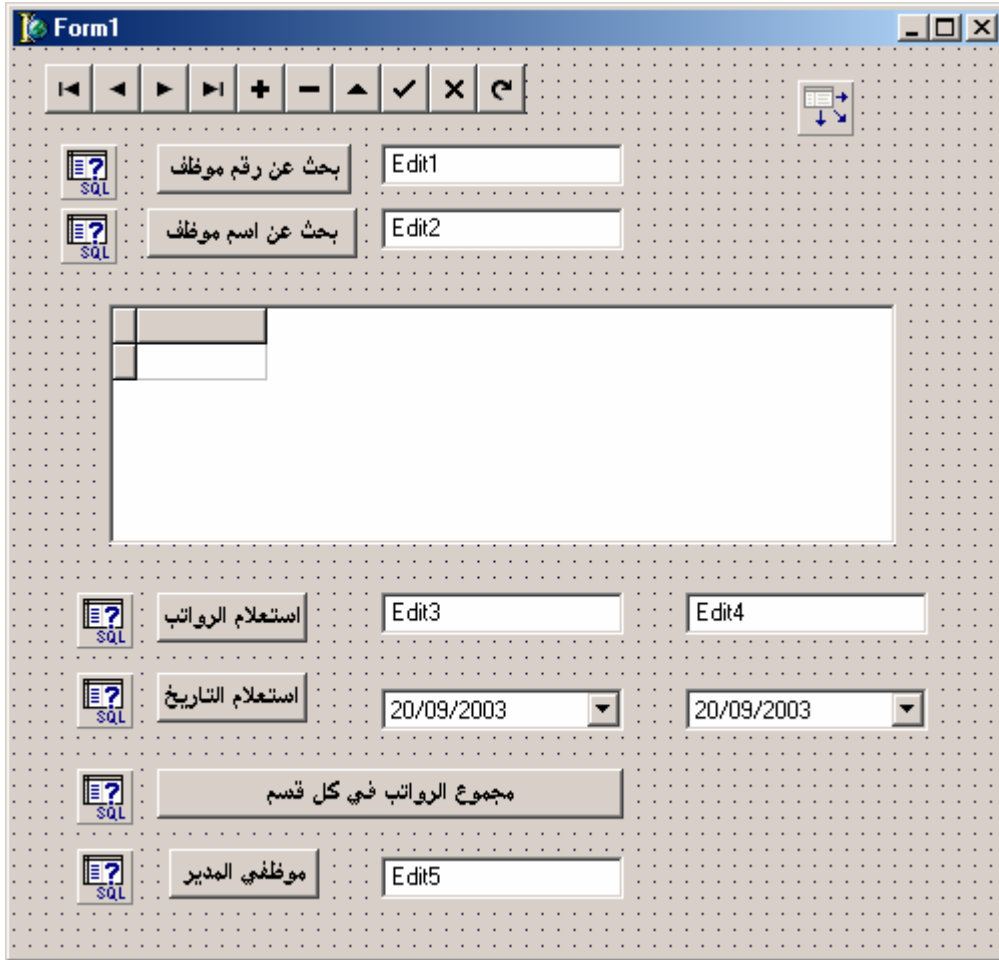 Form1
بحث عن رقم موظف
Edit1
SQL
بحث عن اسم موظف
Edit2
SQL
استعلام الرواتب
Edit3
Edit4
SQL
استعلام التاريخ
20/09/2003
20/09/2003
SQL
مجموع الرواتب في كل قسم
SQL
موظفي المدير
Edit5
SQL